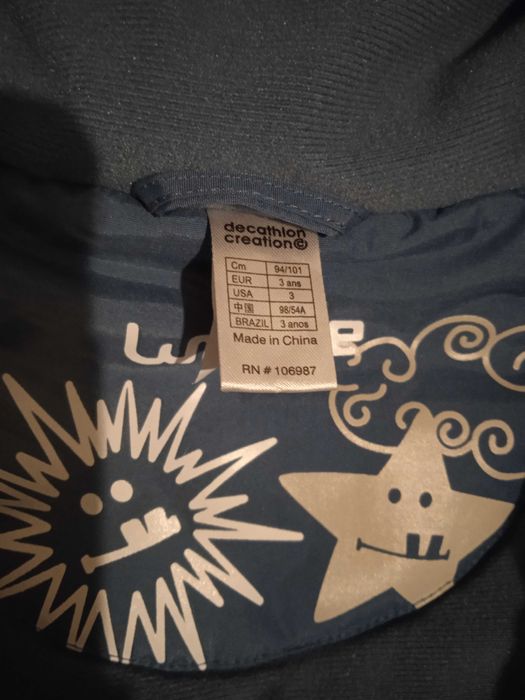 decathlon
creation©
Cm 94/101
EUR 3 ans
USA 3
中国 98/54A
BRAZIL 3 anos
Made in China
RN # 106987